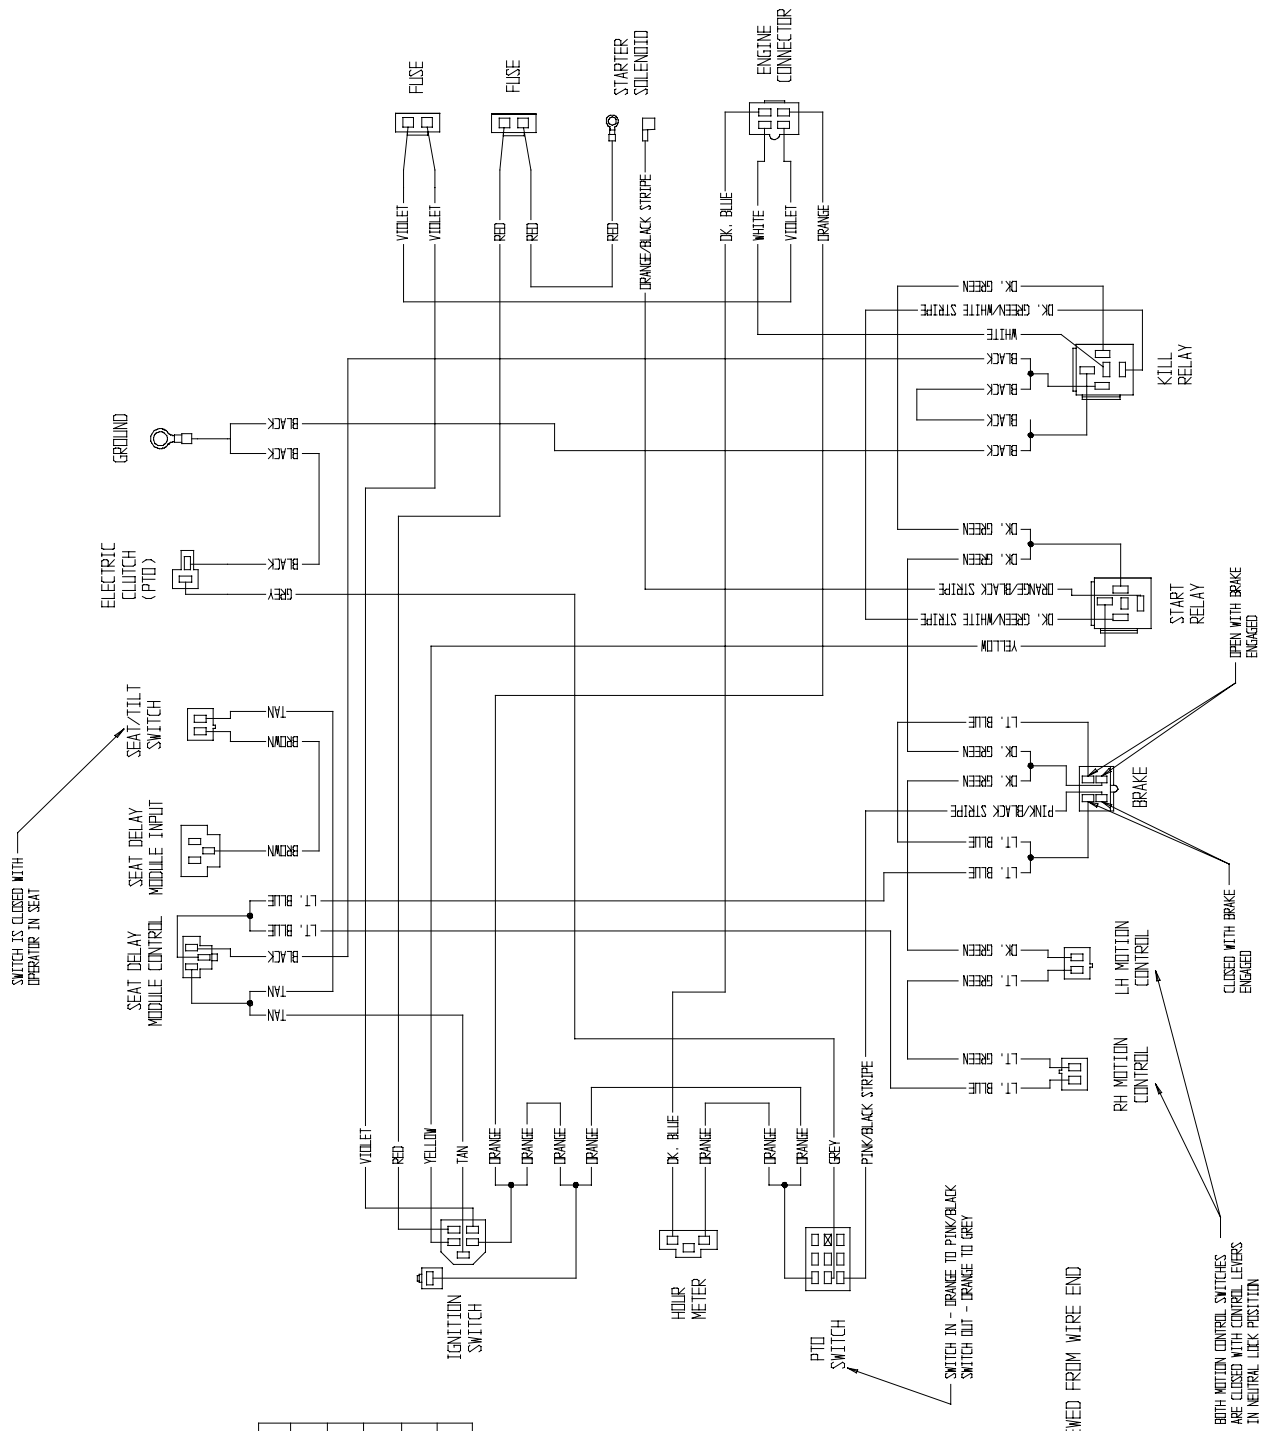 FUSE
FUSE
STARTER
SOLENOID
ENGINE
CONNECTOR
VIOLET
VIOLET
RED
RED
RED
ORANGE/BLACK STRIPE
DK. BLUE
WHITE
VIOLET
ORANGE
DK. GREEN
DK. GREEN/WHITE STRIPE
WHITE
BLACK
BLACK
BLACK
BLACK
KILL
RELAY
GROUND
BLACK
BLACK
ELECTRIC
CLUTCH
(PTO)
BLACK
GREY
DK. GREEN
DK. GREEN
ORANGE/BLACK STRIPE
DK. GREEN/WHITE STRIPE
YELLOW
START
RELAY
OPEN WITH BRAKE
ENGAGED
SEAT/TILT
SWITCH
TAN
BROWN
LT. BLUE
DK. GREEN
DK. GREEN
PINK/BLACK STRIPE
LT. BLUE
LT. BLUE
BRAKE
SEAT DELAY
MODULE INPUT
BROWN
SWITCH IS CLOSED WITH
OPERATOR IN SEAT
SEAT DELAY
MODULE CONTROL
LT. BLUE
LT. BLUE
BLACK
TAN
TAN
CLOSED WITH BRAKE
ENGAGED
DK. GREEN
LT. GREEN
LH MOTION
CONTROL
LT. GREEN
LT. BLUE
RH MOTION
CONTROL
VIOLET
RED
YELLOW
TAN
ORANGE
ORANGE
ORANGE
ORANGE
DK. BLUE
ORANGE
ORANGE
ORANGE
GREY
PINK/BLACK STRIPE
IGNITION
SWITCH
HOUR
METER
PTO
SWITCH
SWITCH IN - ORANGE TO PINK/BLACK
SWITCH OUT - ORANGE TO GREY
EWED FROM WIRE END
BOTH MOTION CONTROL SWITCHES
ARE CLOSED WITH CONTROL LEVERS
IN NEUTRAL LOCK POSITION